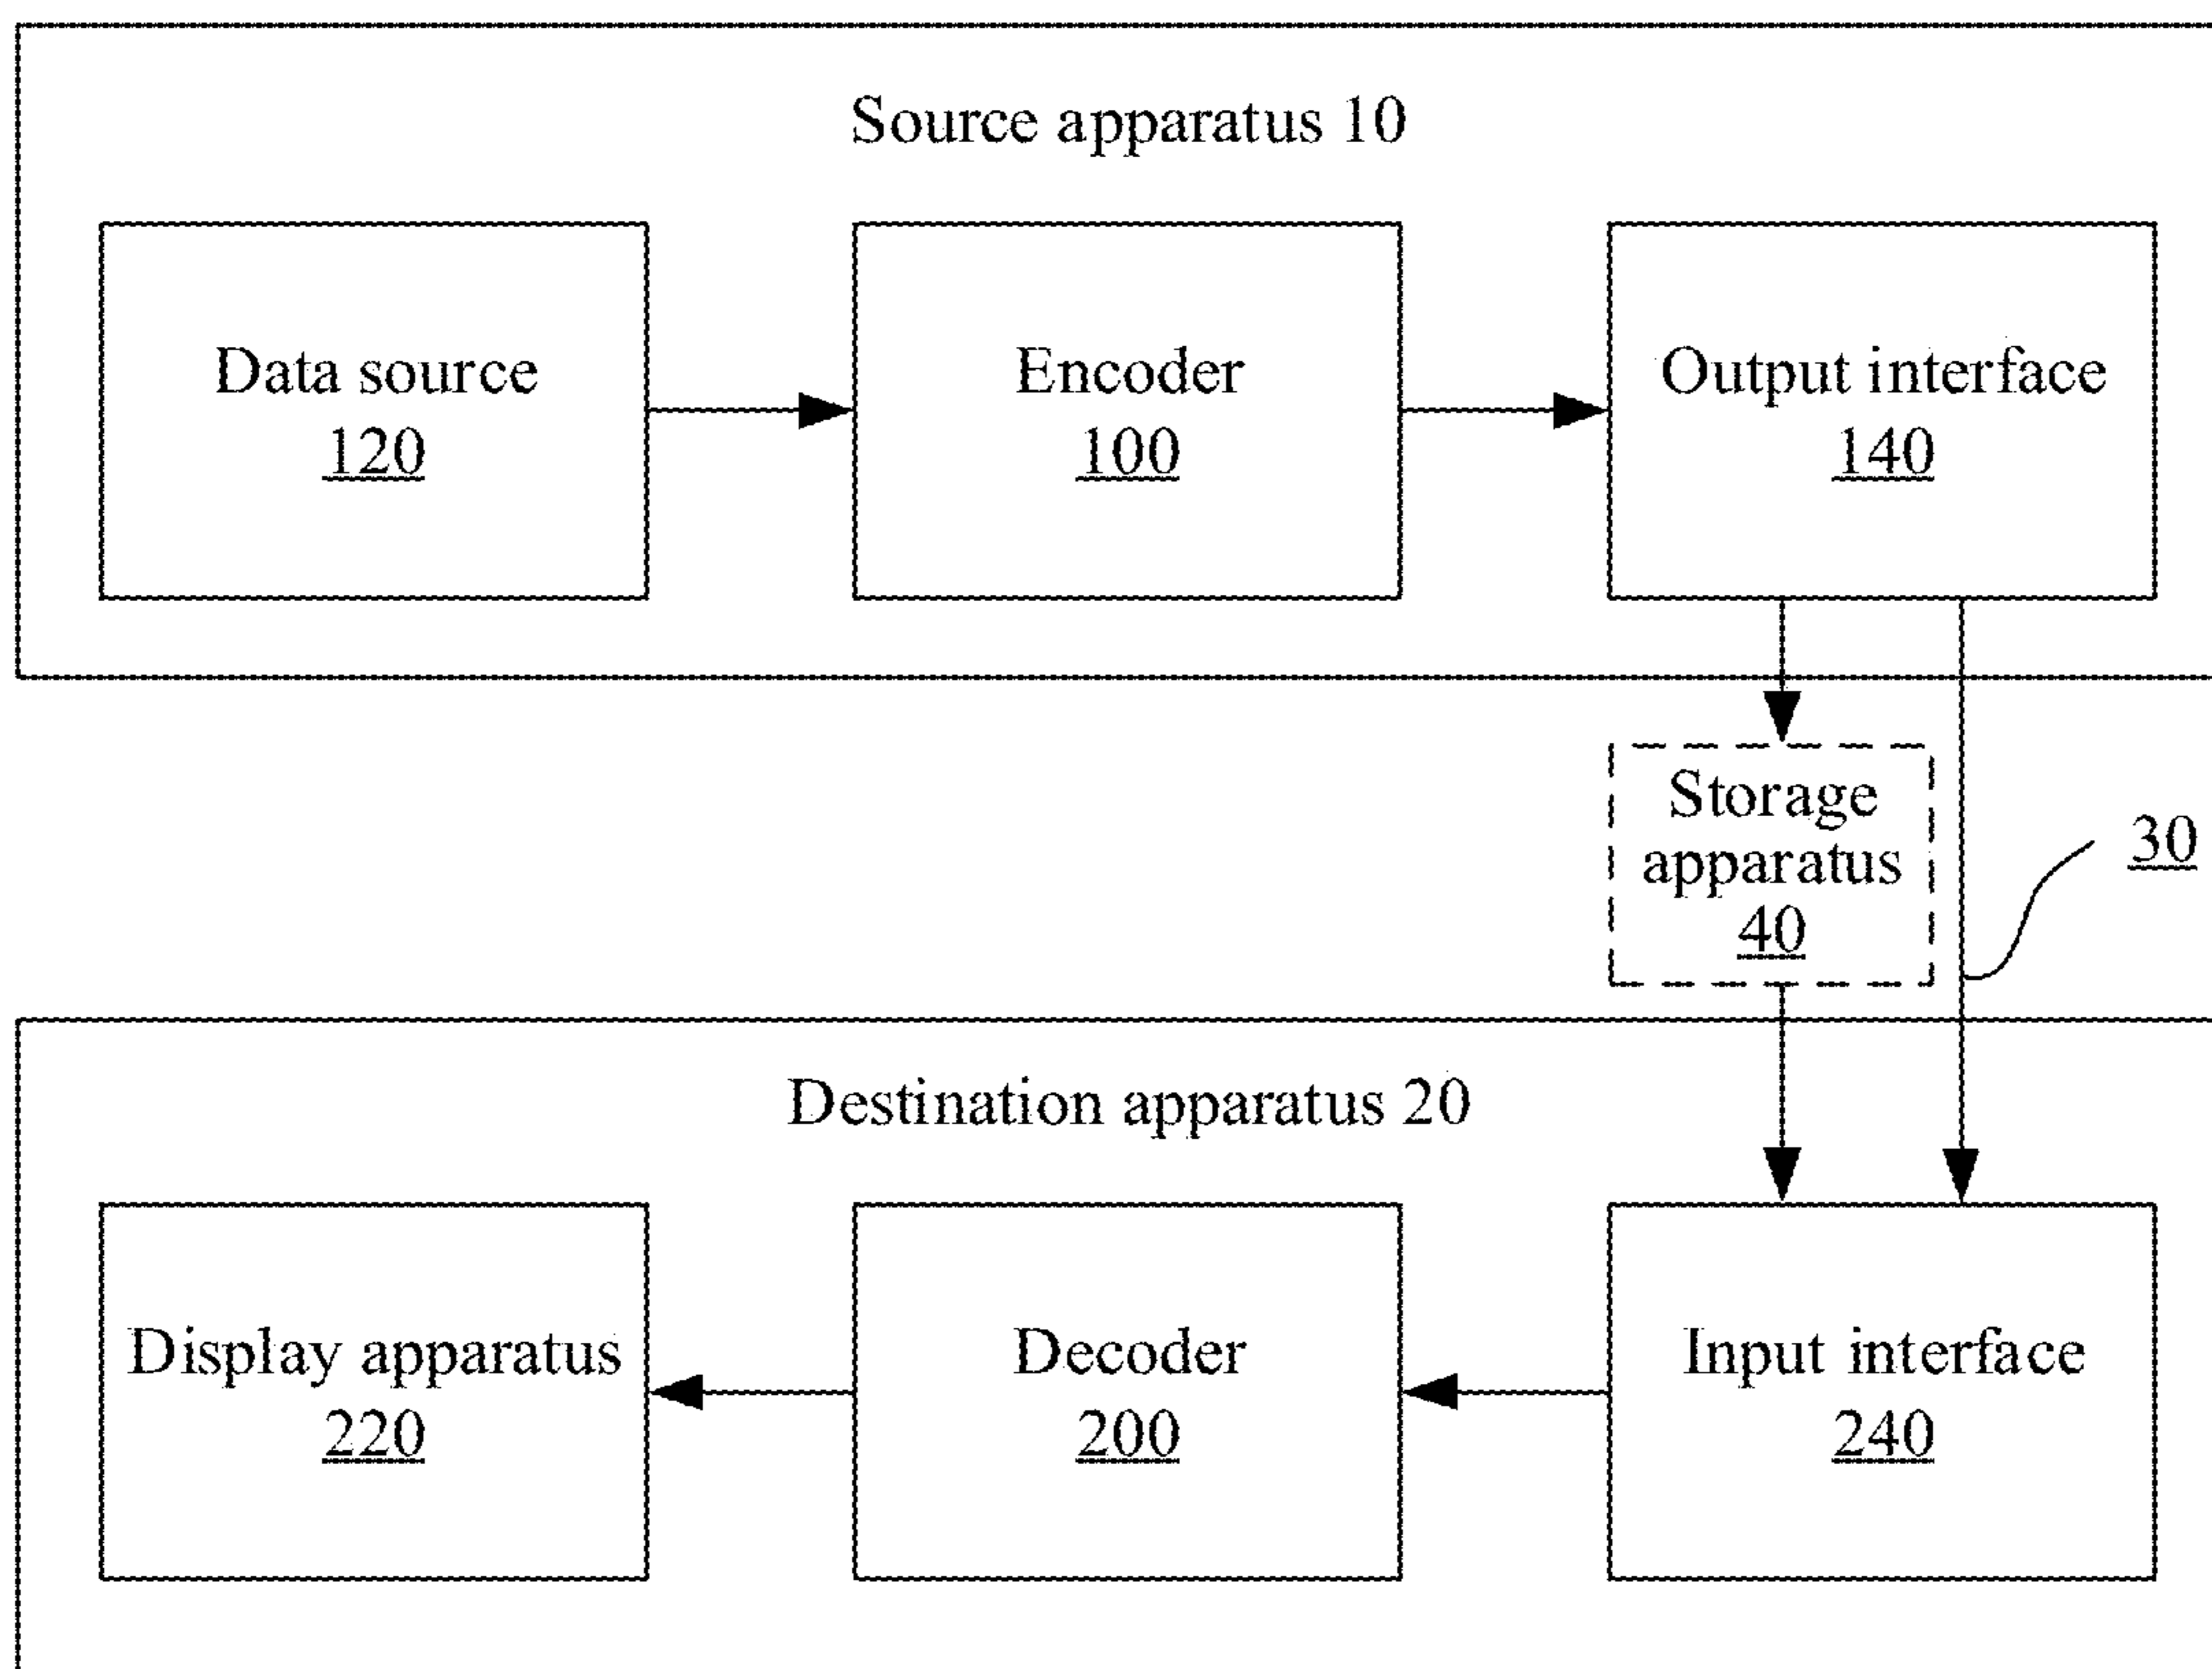 Source apparatus 10
Data source
120
Encoder
100
Output interface
140
Storage
apparatus
40
30
Destination apparatus 20
Display apparatus
220
Decoder
200
Input interface
240